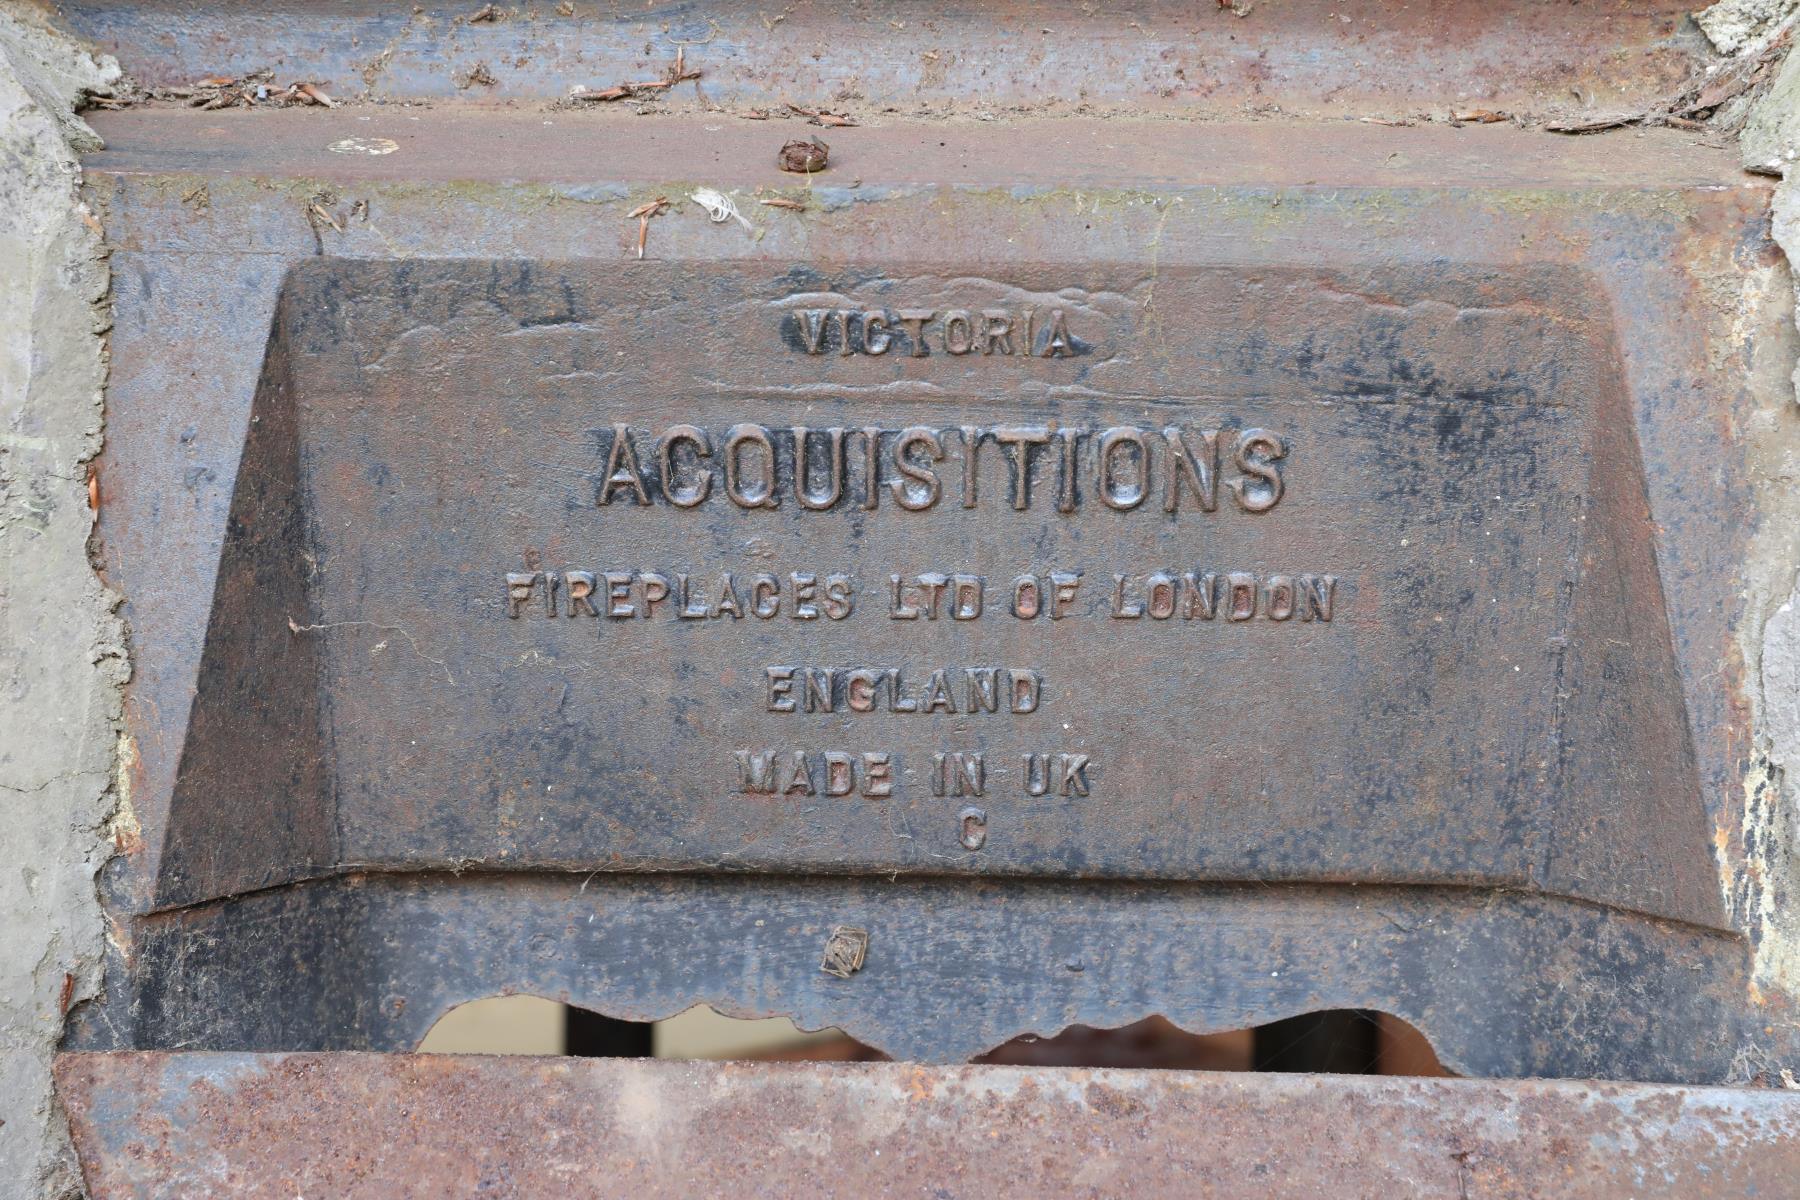 VICTORIA
ACQUISITIONS
FIREPLACES LTD OF LONDON
ENGLAND
MADE IN UK
C